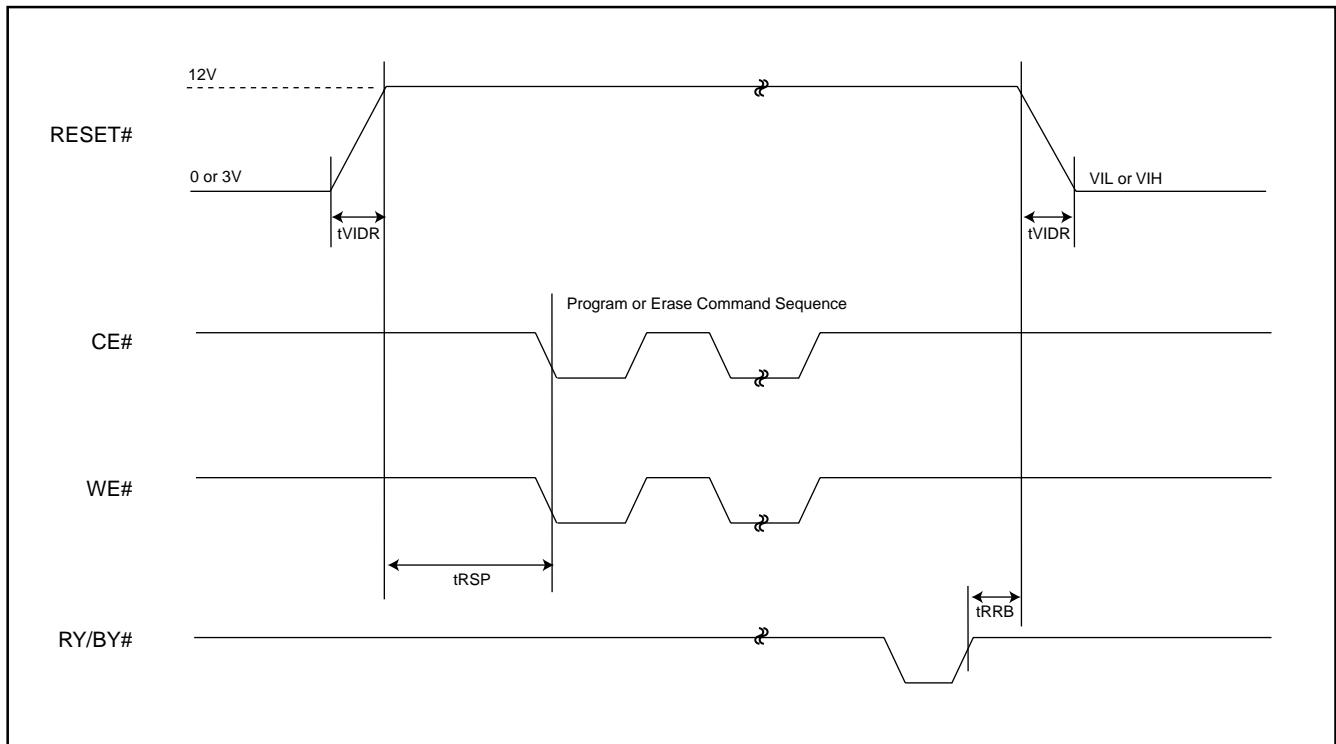 12V
RESET#
0 or 3V
VIL or VIH
tVIDR
tVIDR
Program or Erase Command Sequence
CE#
WE#
tRSP
tRRB
RY/BY#